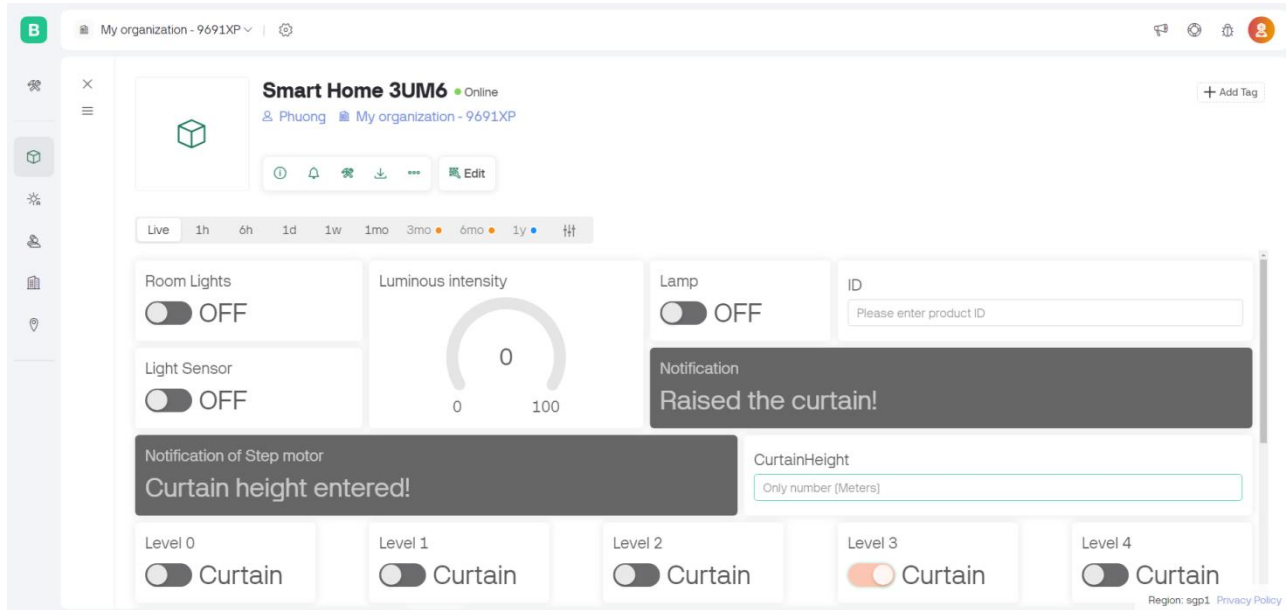 B
My organization - 9691XP
Smart Home 3UM6 Online
Phuong My organization - 9691XP
Add Tag
Edit
Live 1h 6h 1d 1w 1mo 3mo 6mo 1y
Room Lights
OFF
Luminous intensity
0
0 100
Lamp
OFF
ID
Please enter product ID
Light Sensor
OFF
Notification
Raised the curtain!
Notification of Step motor
Curtain height entered!
CurtainHeight
Only number (Meters)
Level 0
Curtain
Level 1
Curtain
Level 2
Curtain
Level 3
Curtain
Level 4
Curtain
Region: sgp1 Privacy Policy